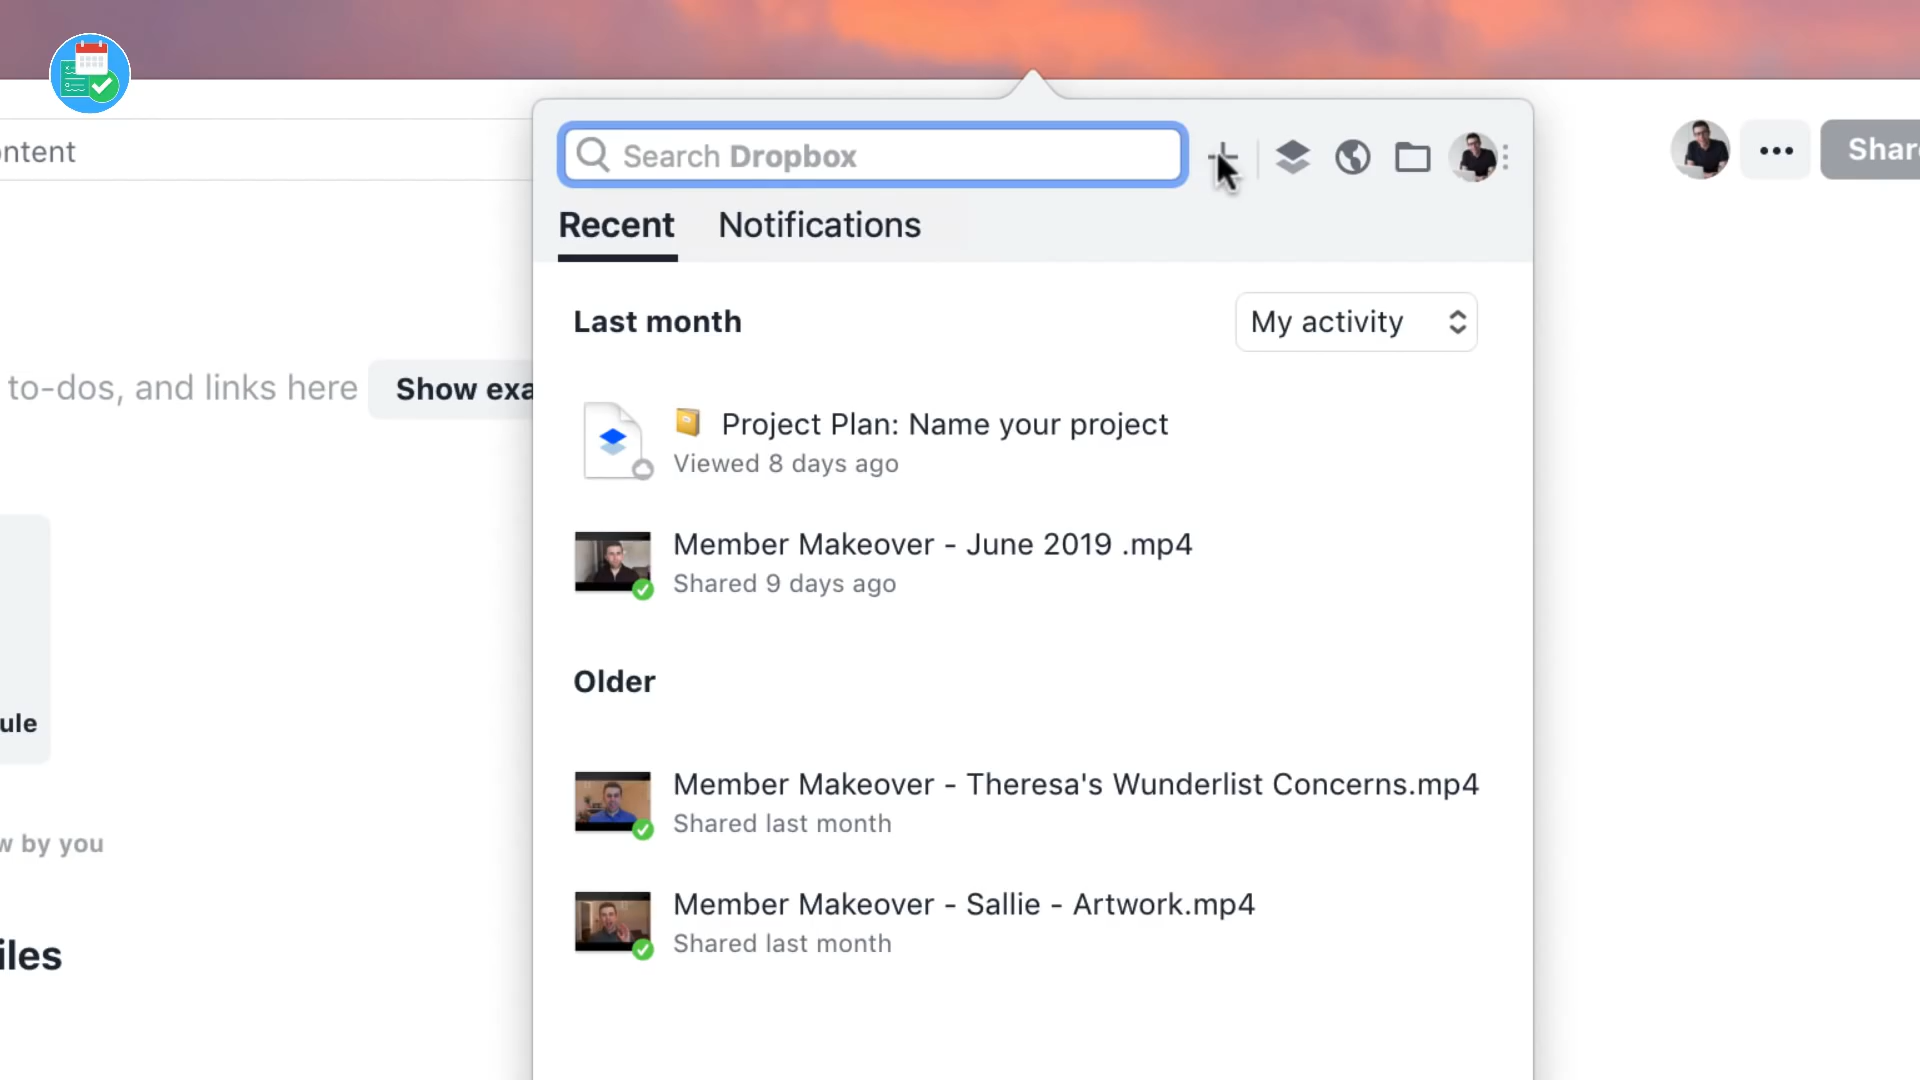 ntent
Search Dropbox
Shar
Recent
Notifications
Last month
My activity
to-dos, and links here
Show exa
Project Plan: Name your project
Viewed 8 days ago
Member Makeover - June 2019 .mp4
Shared 9 days ago
Older
ule
Member Makeover - Theresa's Wunderlist Concerns.mp4
Shared last month
w by you
Member Makeover - Sallie - Artwork.mp4
Shared last month
iles